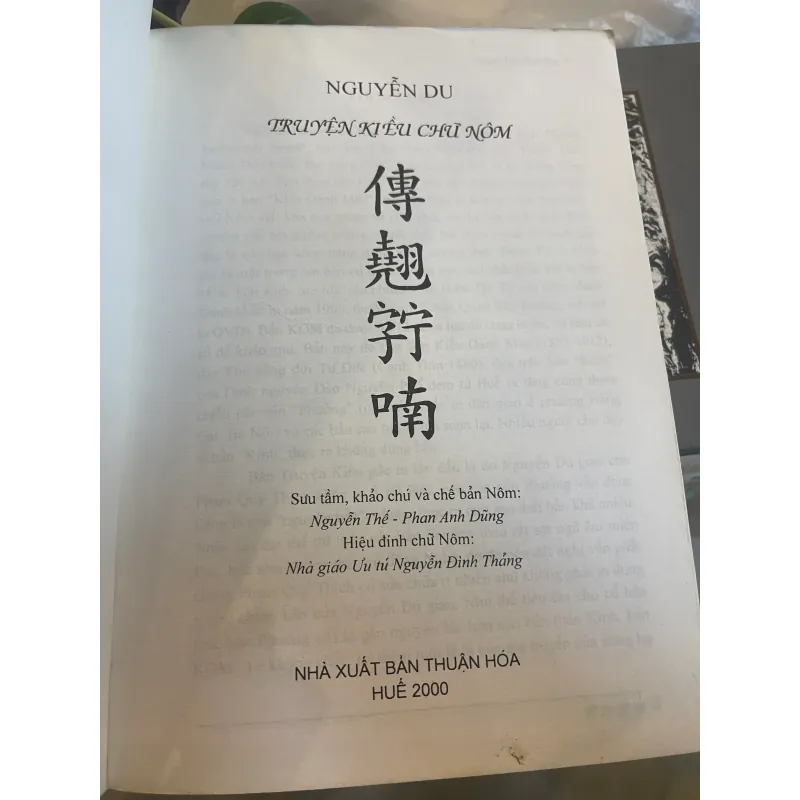 NGUYỄN DU
TRUYỆN KIỀU CHỮ NÔM
傳
翹
𡨸
喃
Sưu tầm, khảo chú và chế bản Nôm:
Nguyễn Thế - Phan Anh Dũng
Hiệu đính chữ Nôm:
Nhà giáo Ưu tú Nguyễn Đình Thảng
NHÀ XUẤT BẢN THUẬN HÓA
HUẾ 2000